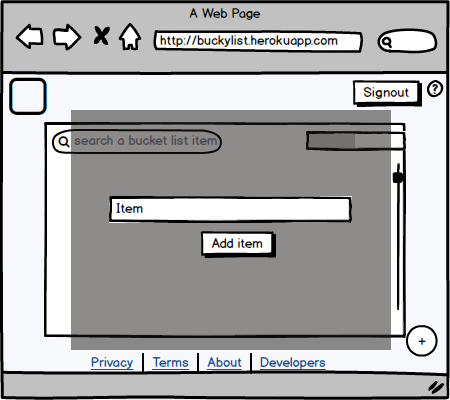 A Web Page
http://buckylist.herokuapp.com
Signout
?
search a bucket list item
Item
Add item
+
Privacy Terms About Developers